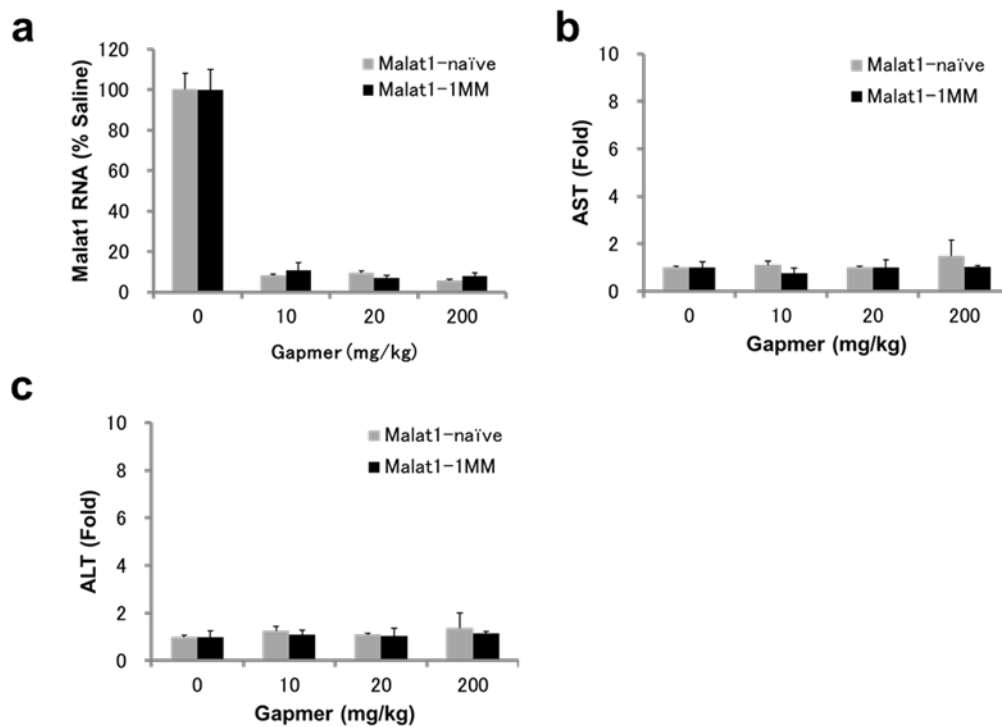 a
Malat1 RNA (% Saline)
120
100
80
60
40
20
0
Malat1-naïve
Malat1-1MM
0 10 20 200
Gapmer (mg/kg)
b
AST (Fold)
10
8
6
4
2
0
Malat1-naïve
Malat1-1MM
0 10 20 200
Gapmer (mg/kg)
c
ALT (Fold)
10
8
6
4
2
0
Malat1-naïve
Malat1-1MM
0 10 20 200
Gapmer (mg/kg)